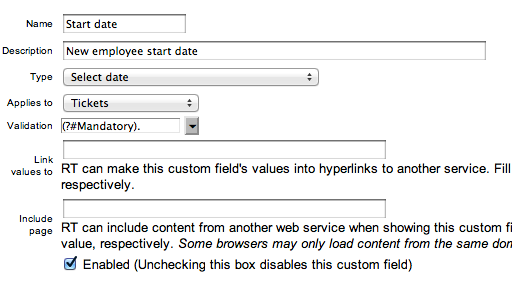 Name Start date
Description New employee start date
Type Select date
Applies to Tickets
Validation (?#Mandatory).
Link values to
RT can make this custom field's values into hyperlinks to another service. Fill
respectively.
Include page
RT can include content from another web service when showing this custom
value, respectively. Some browsers may only load content from the same
Enabled (Unchecking this box disables this custom field)